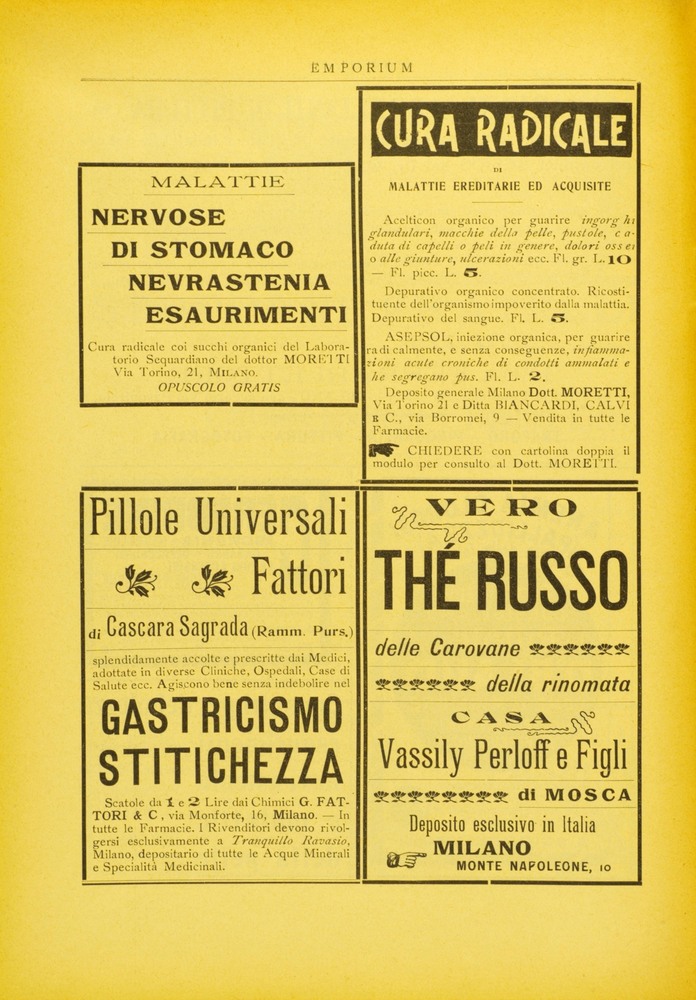 EMPORIUM
MALATTIE
NERVOSE
DI STOMACO
NEVRASTENIA
ESAURIMENTI
Cura radicale coi succhi organici del Labora-
torio Sequardiano del dottor MORETTI
Via Torino, 21, MILANO.
OPUSCOLO GRATIS
CURA RADICALE
DI
MALATTIE EREDITARIE ED ACQUISITE
Acelticon organico per guarire ingorghi
glandulari, macchie della pelle, pustole, ca-
duta di capelli o peli in genere, dolori ossei
o alle giunture, ulcerazioni ecc. Fl. gr. L. 10
— Fl. picc. L. 5.
Depurativo organico concentrato. Ricosti-
tuente dell'organismo impoverito dalla malattia.
Depurativo del sangue. Fl. L. 5.
ASEPSOL, iniezione organica, per guarire
radicalmente, e senza conseguenze, infiamma-
zioni acute croniche di condotti ammalati e
he segregano pus. Fl. L. 2.
Deposito generale Milano Dott. MORETTI,
Via Torino 21 e Ditta BIANCARDI, CALVI
E C., via Borromei, 9 — Vendita in tutte le
Farmacie.
CHIEDERE con cartolina doppia il
modulo per consulto al Dott. MORETTI.
Pillole Universali
Fattori
di Cascara Sagrada (Ramm. Purs.)
splendidamente accolte e prescritte dai Medici,
adottate in diverse Cliniche, Ospedali, Case di
Salute ecc. Agiscono bene senza indebolire nel
GASTRICISMO
STITICHEZZA
Scatole da 1 e 2 Lire dai Chimici G. FAT-
TORI & C., via Monforte, 16, Milano. — In
tutte le Farmacie. I Rivenditori devono rivol-
gersi esclusivamente a Tranquillo Ravasio,
Milano, depositario di tutte le Acque Minerali
e Specialità Medicinali.
VERO
THÉ RUSSO
delle Carovane
della rinomata
CASA
Vassily Perloff e Figli
di MOSCA
Deposito esclusivo in Italia
MILANO
MONTE NAPOLEONE, 10